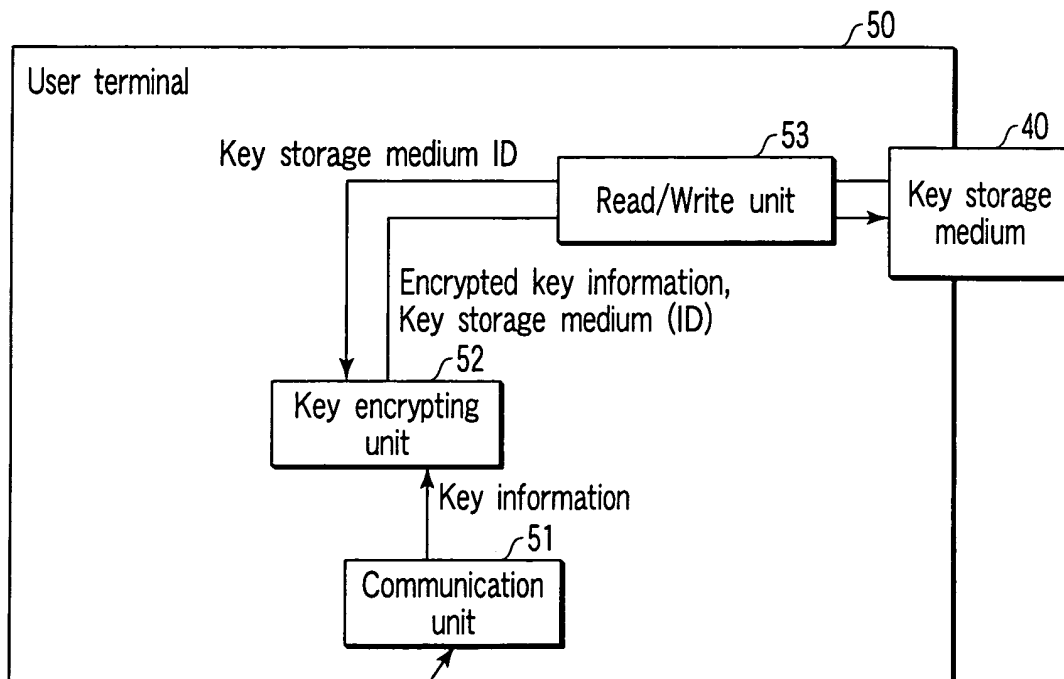 50
User terminal
40
53
Key storage medium ID
Read/Write unit
Key storage
medium
Encrypted key information,
Key storage medium (ID)
52
Key encrypting
unit
Key information
51
Communication
unit